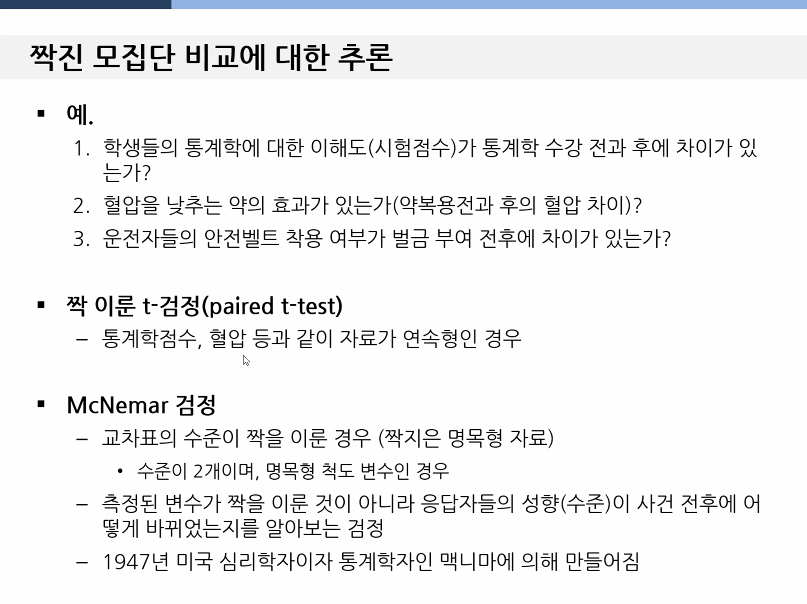 짝진 모집단 비교에 대한 추론
▪ 예.
1. 학생들의 통계학에 대한 이해도(시험점수)가 통계학 수강 전과 후에 차이가 있
는가?
2. 혈압을 낮추는 약의 효과가 있는가(약복용전과 후의 혈압 차이)?
3. 운전자들의 안전벨트 착용 여부가 벌금 부여 전후에 차이가 있는가?
▪ 짝 이룬 t-검정(paired t-test)
– 통계학점수, 혈압 등과 같이 자료가 연속형인 경우
▪ McNemar 검정
– 교차표의 수준이 짝을 이룬 경우 (짝지은 명목형 자료)
• 수준이 2개이며, 명목형 척도 변수인 경우
– 측정된 변수가 짝을 이룬 것이 아니라 응답자들의 성향(수준)이 사건 전후에 어
떻게 바뀌었는지를 알아보는 검정
– 1947년 미국 심리학자이자 통계학자인 맥니마에 의해 만들어짐